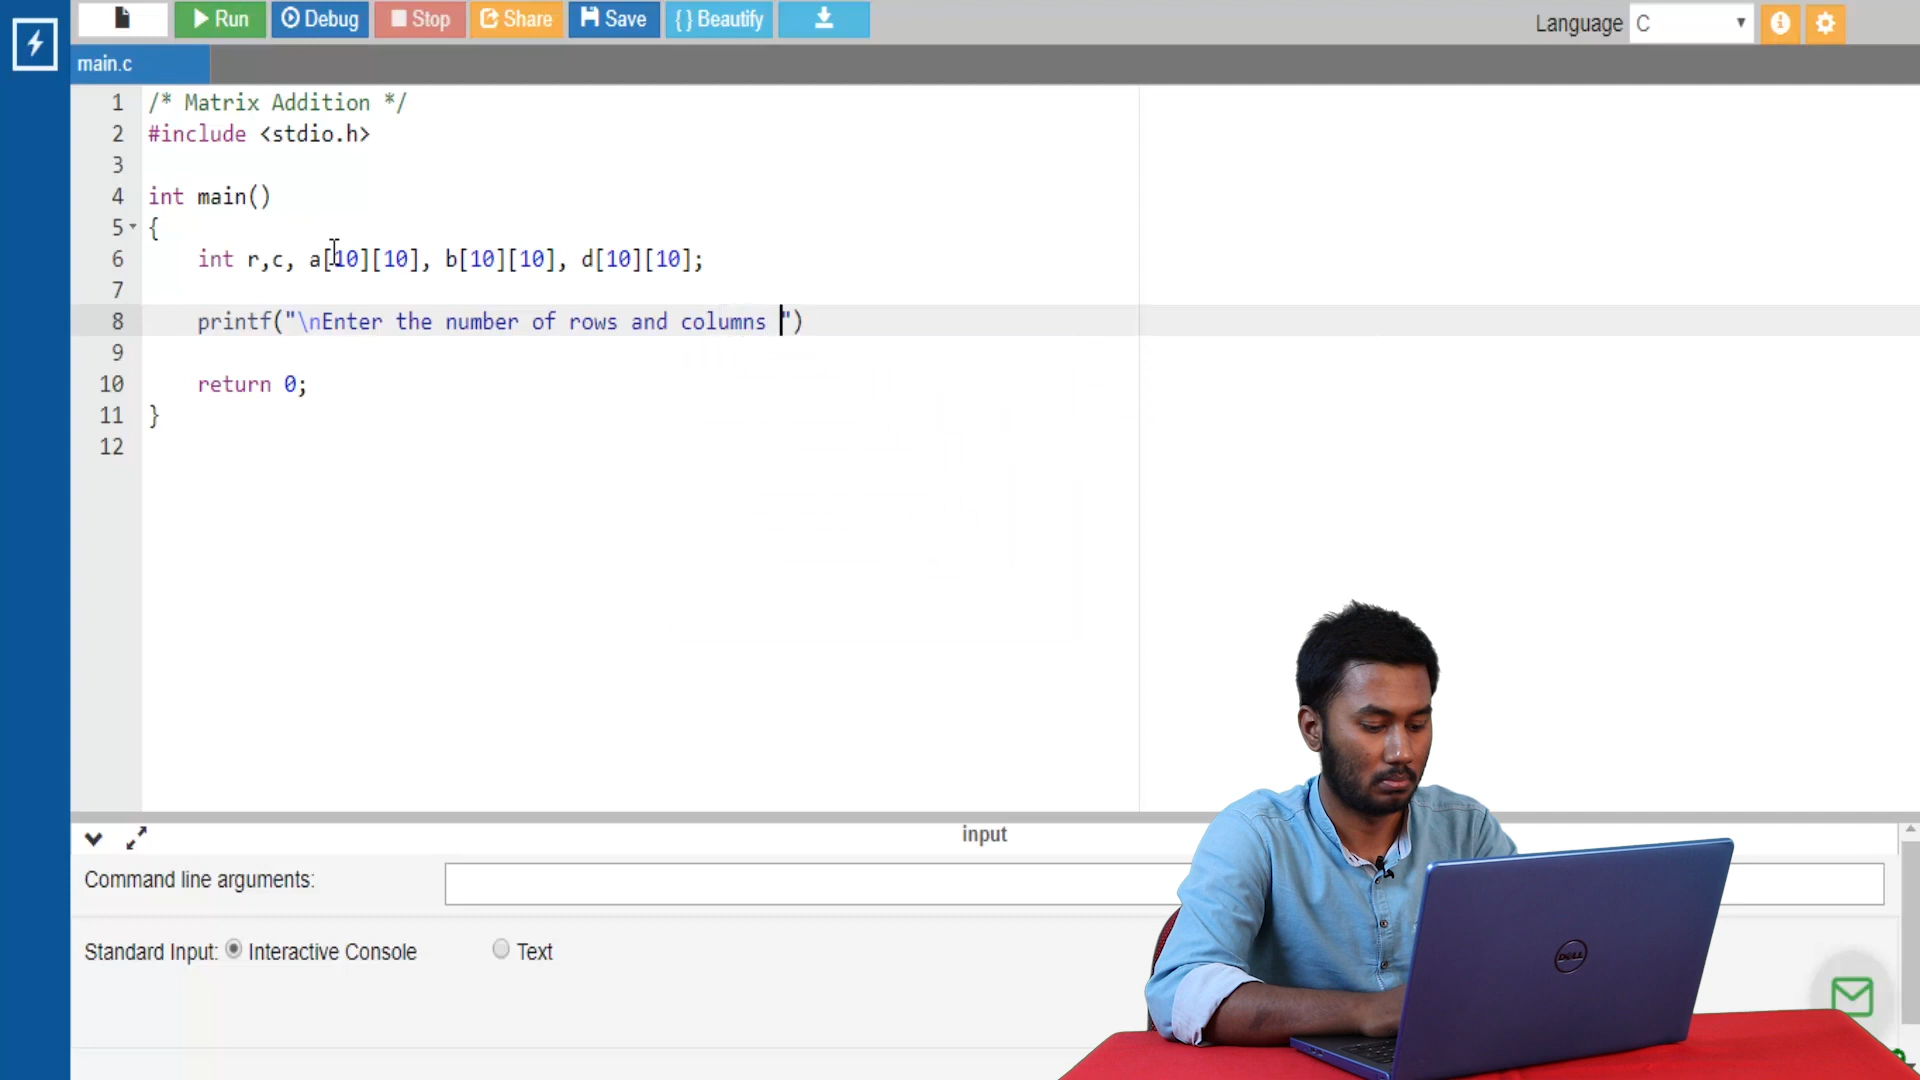 Run Debug Stop Share Save { } Beautify Language C
main.c
1 /* Matrix Addition */
2 #include <stdio.h>
3
4 int main()
5 {
6 int r,c, a[10][10], b[10][10], d[10][10];
7
8 printf("\nEnter the number of rows and columns ")
9
10 return 0;
11 }
12
input
Command line arguments:
Standard Input: Interactive Console Text
DELL